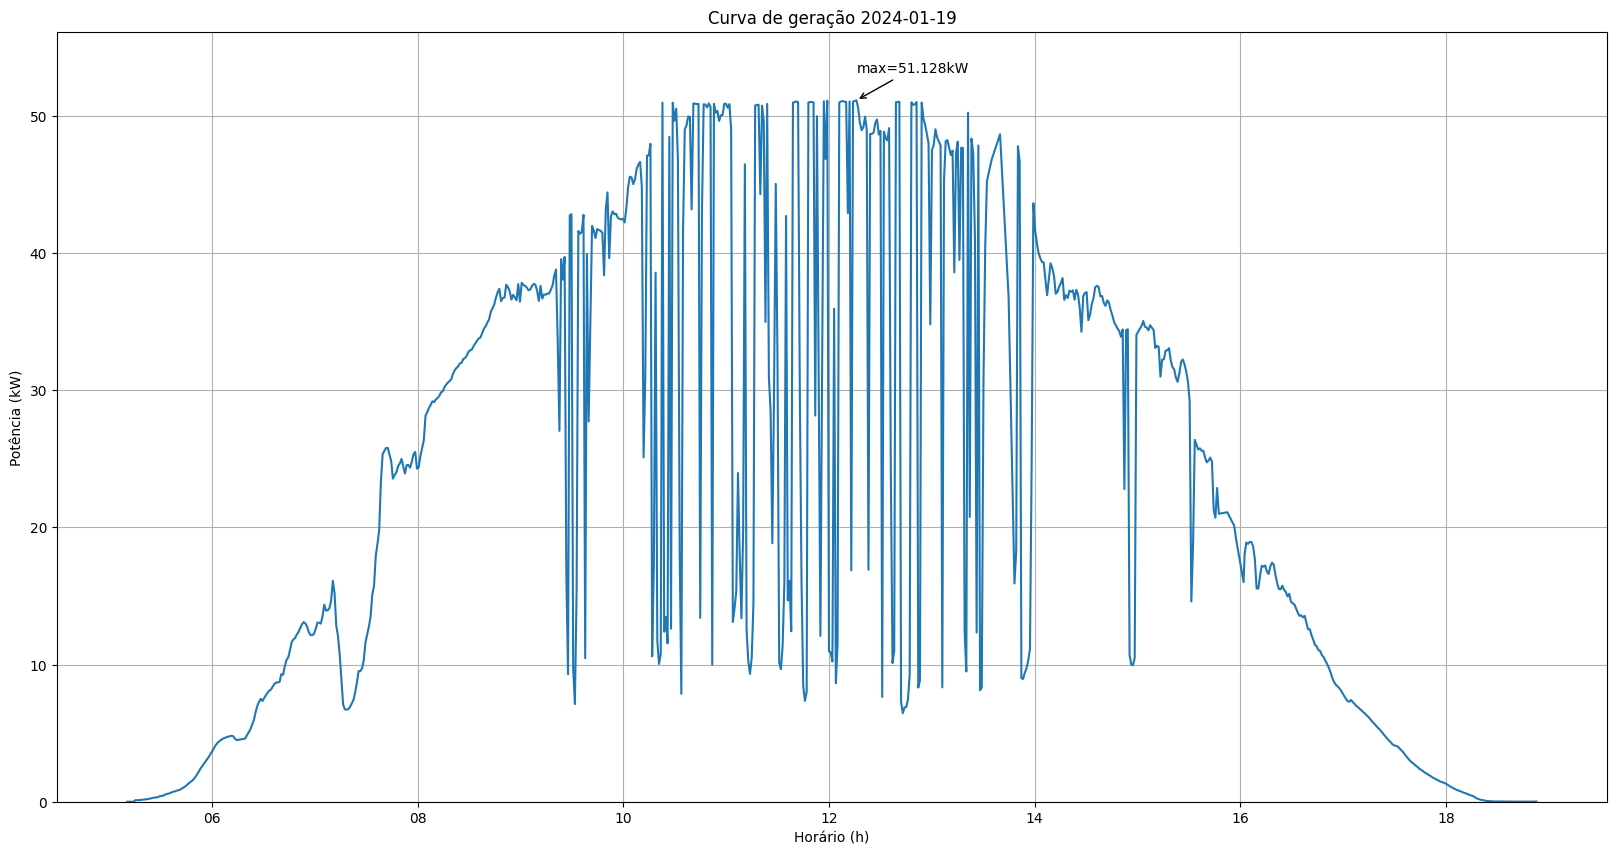 Curva de geração 2024-01-19
max=51.128kW
Potência (kW)
50
40
30
20
10
0
06 08 10 12 14 16 18
Horário (h)